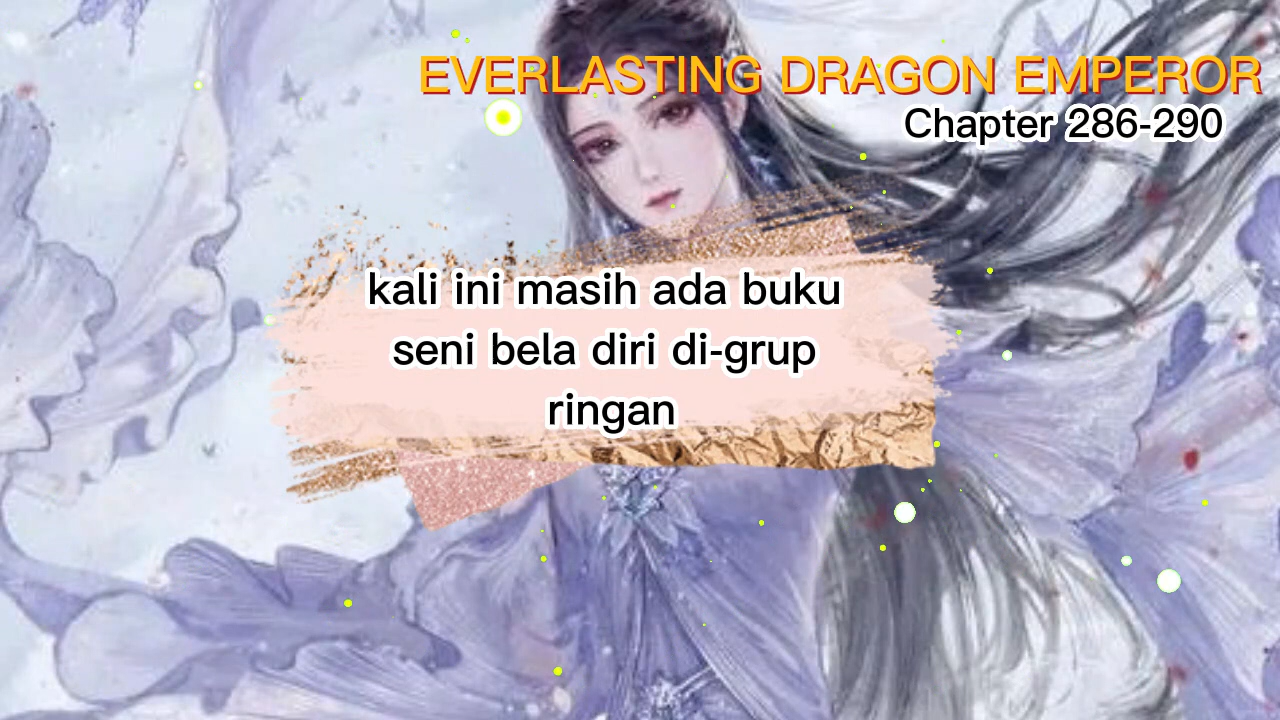 EVERLASTING DRAGON EMPEROR
Chapter 286-290
kali ini masih ada buku
seni bela diri di-grup
ringan